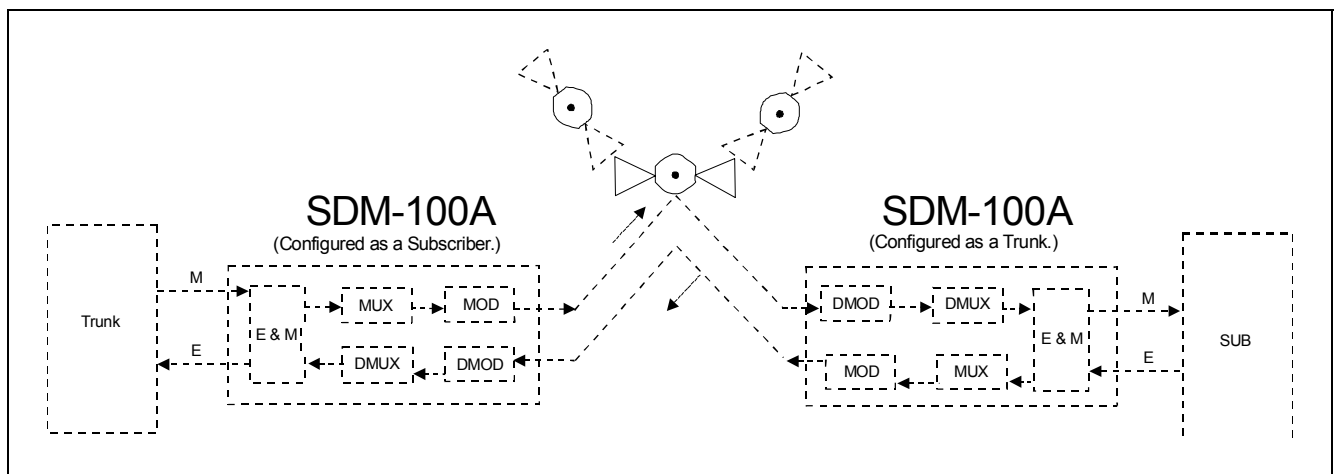 SDM-100A
(Configured as a Subscriber.)
SDM-100A
(Configured as a Trunk.)
Trunk
M
E
E & M
MUX
MOD
DMUX
DMOD
DMOD
DMUX
MOD
MUX
E & M
M
E
SUB